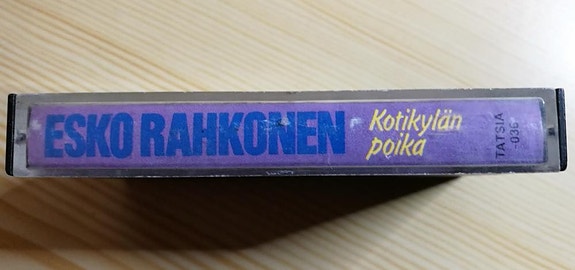 ESKO RAHKONEN
Kotikylän
poika
TATSIA
-036